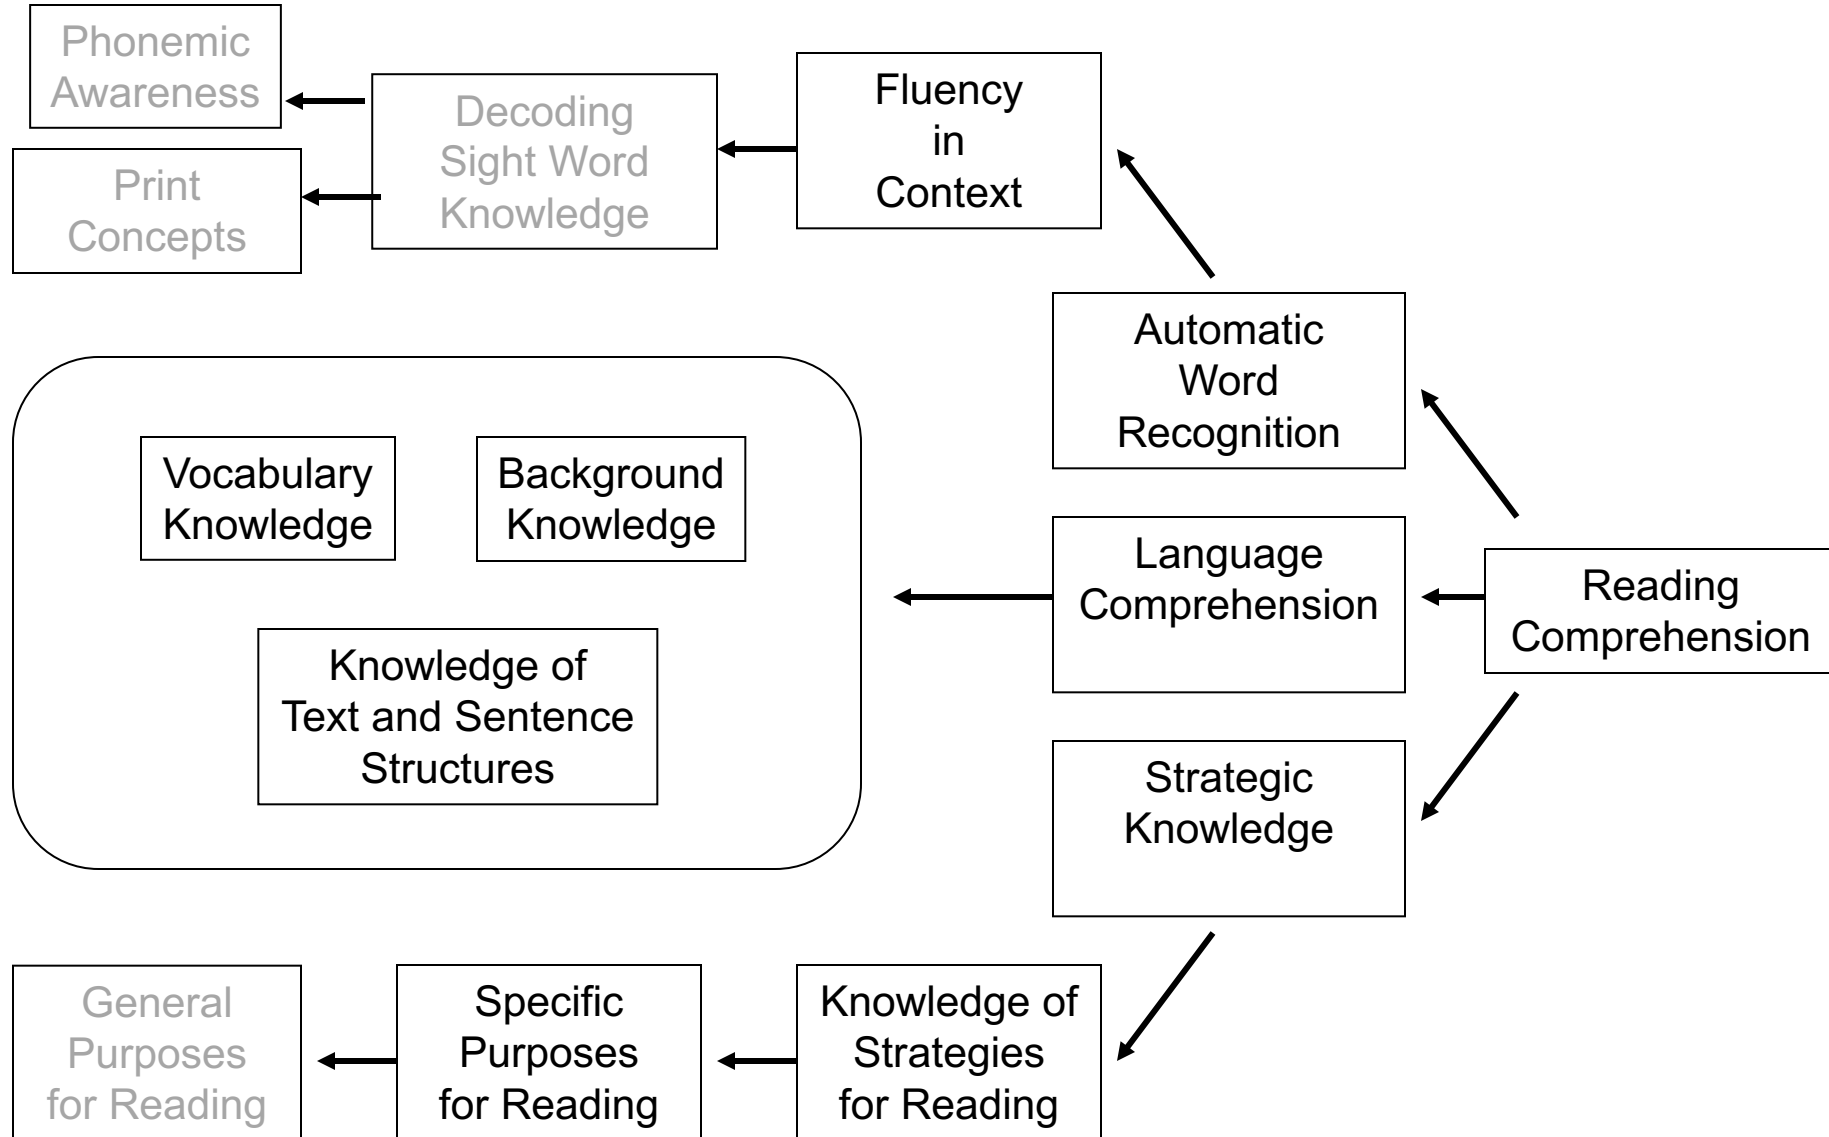 Phonemic
Awareness
Print
Concepts
Decoding
Sight Word
Knowledge
Fluency
in
Context
Automatic
Word
Recognition
Vocabulary
Knowledge
Background
Knowledge
Knowledge of
Text and Sentence
Structures
Language
Comprehension
Reading
Comprehension
Strategic
Knowledge
General
Purposes
for Reading
Specific
Purposes
for Reading
Knowledge of
Strategies
for Reading